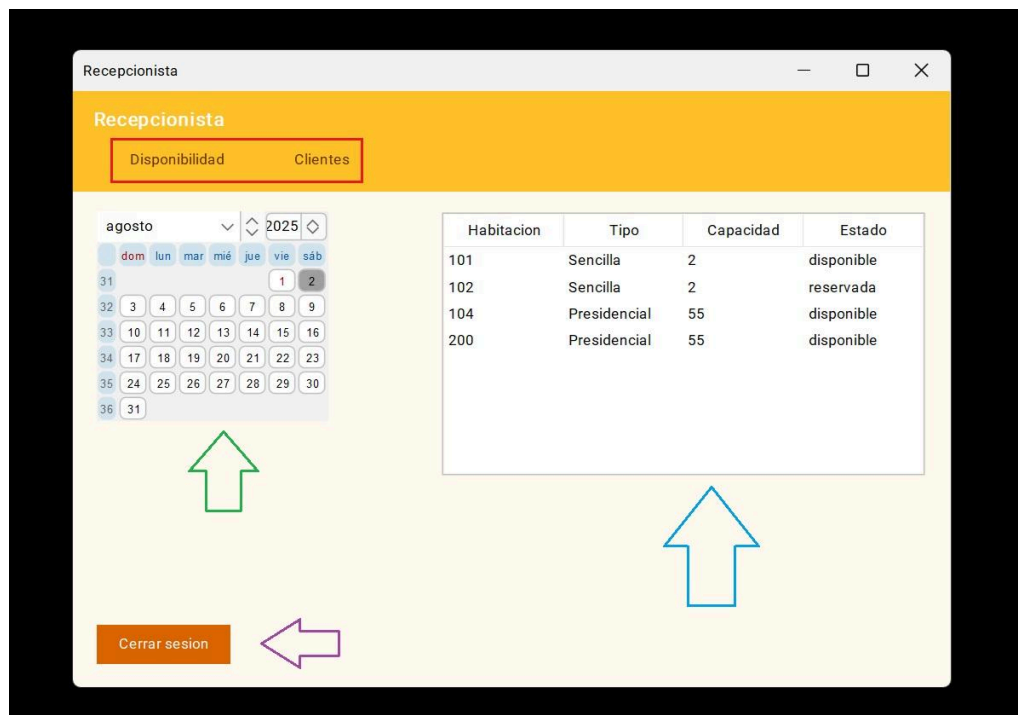 Recepcionista
Recepcionista
Disponibilidad Clientes
agosto 2025
dom lun mar mié jue vie sáb
31 1 2
32 3 4 5 6 7 8 9
33 10 11 12 13 14 15 16
34 17 18 19 20 21 22 23
35 24 25 26 27 28 29 30
36 31
Habitacion Tipo Capacidad Estado
101 Sencilla 2 disponible
102 Sencilla 2 reservada
104 Presidencial 55 disponible
200 Presidencial 55 disponible
Cerrar sesion